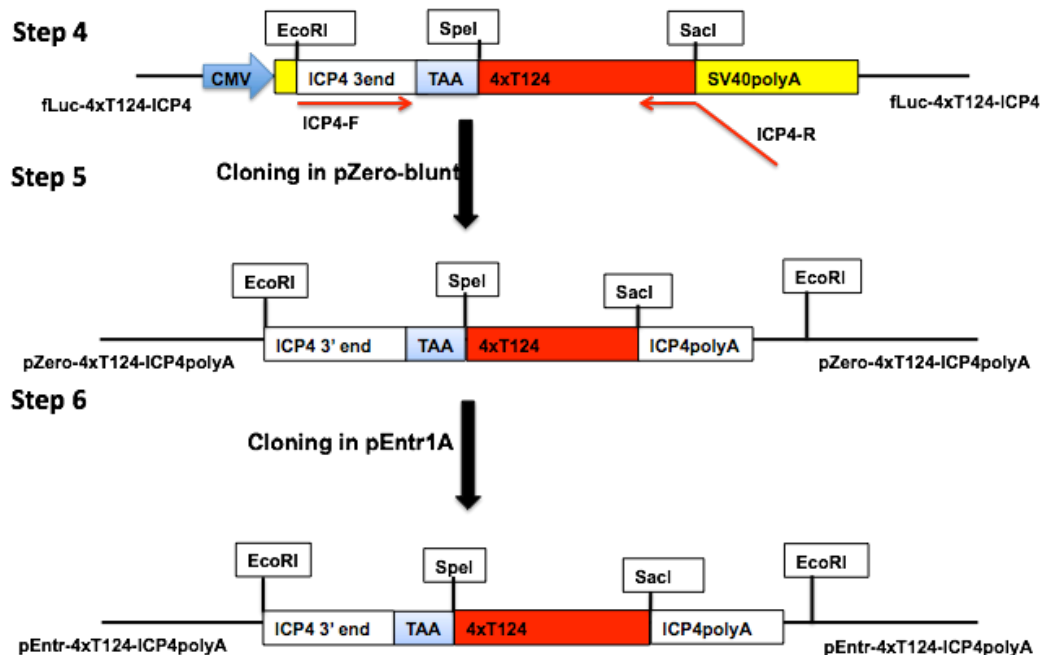 Step 4
EcoRI
SpeI
SacI
CMV
ICP4 3end
TAA
4xT124
SV40polyA
fLuc-4xT124-ICP4
fLuc-4xT124-ICP4
ICP4-F
ICP4-R
Step 5
Cloning in pZero-blunt
EcoRI
SpeI
SacI
EcoRI
ICP4 3' end
TAA
4xT124
ICP4polyA
pZero-4xT124-ICP4polyA
pZero-4xT124-ICP4polyA
Step 6
Cloning in pEntr1A
EcoRI
SpeI
SacI
EcoRI
ICP4 3' end
TAA
4xT124
ICP4polyA
pEntr-4xT124-ICP4polyA
pEntr-4xT124-ICP4polyA